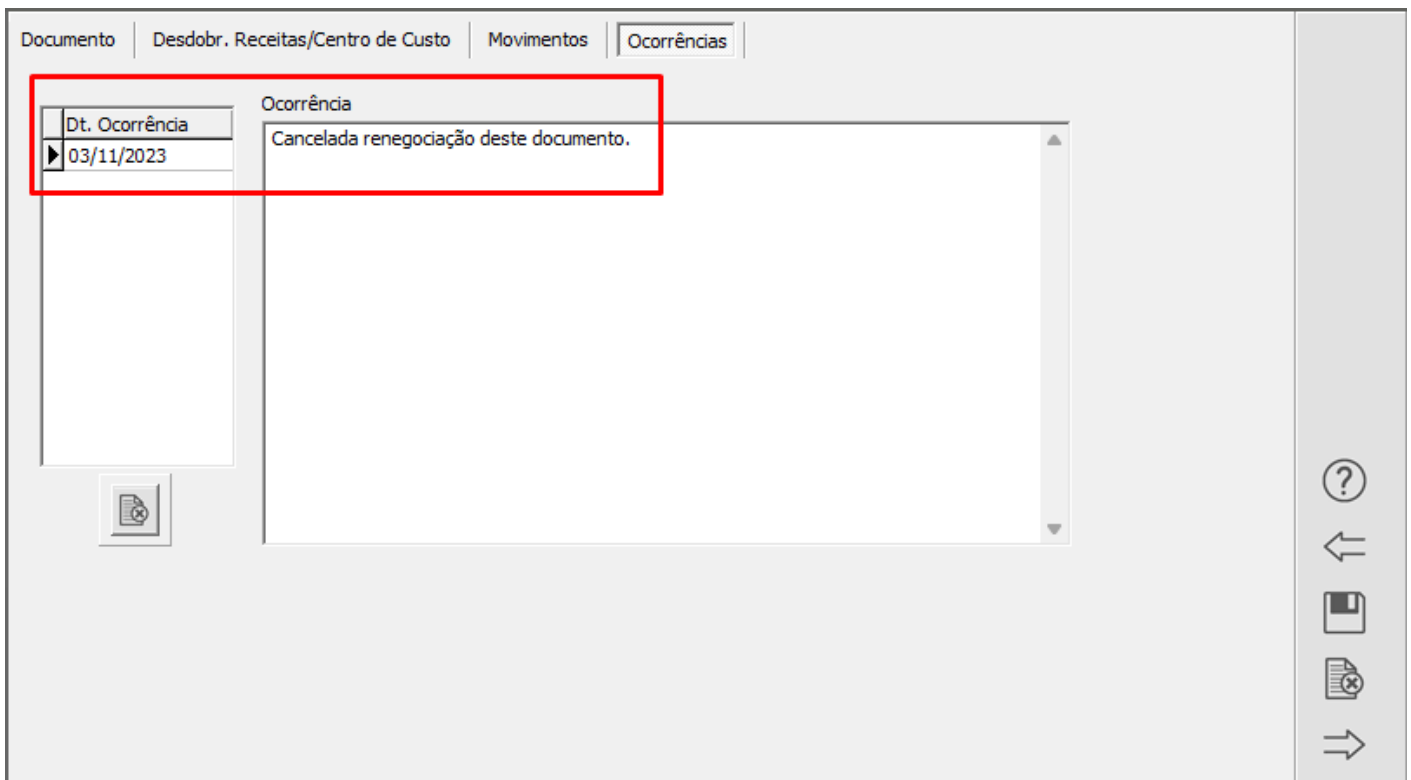 Documento
Desdobr. Receitas/Centro de Custo
Movimentos
Ocorrências
Dt. Ocorrência
03/11/2023
Ocorrência
Cancelada renegociação deste documento.